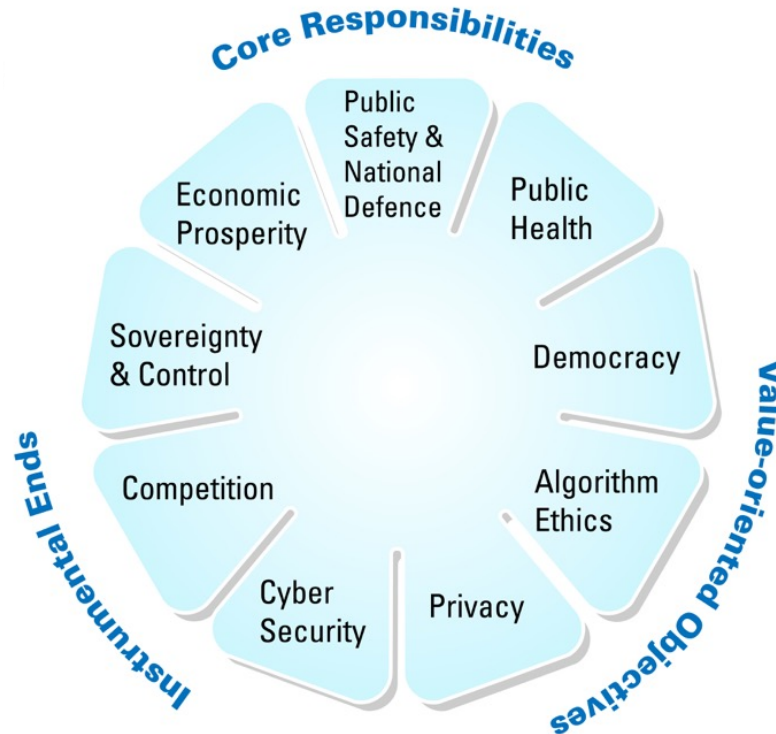 Core Responsibilities
Public
Safety &
National
Defence
Public
Health
Democracy
Algorithm
Ethics
Privacy
Cyber
Security
Competition
Sovereignty
& Control
Economic
Prosperity
Value-oriented Objectives
Instrumental Ends